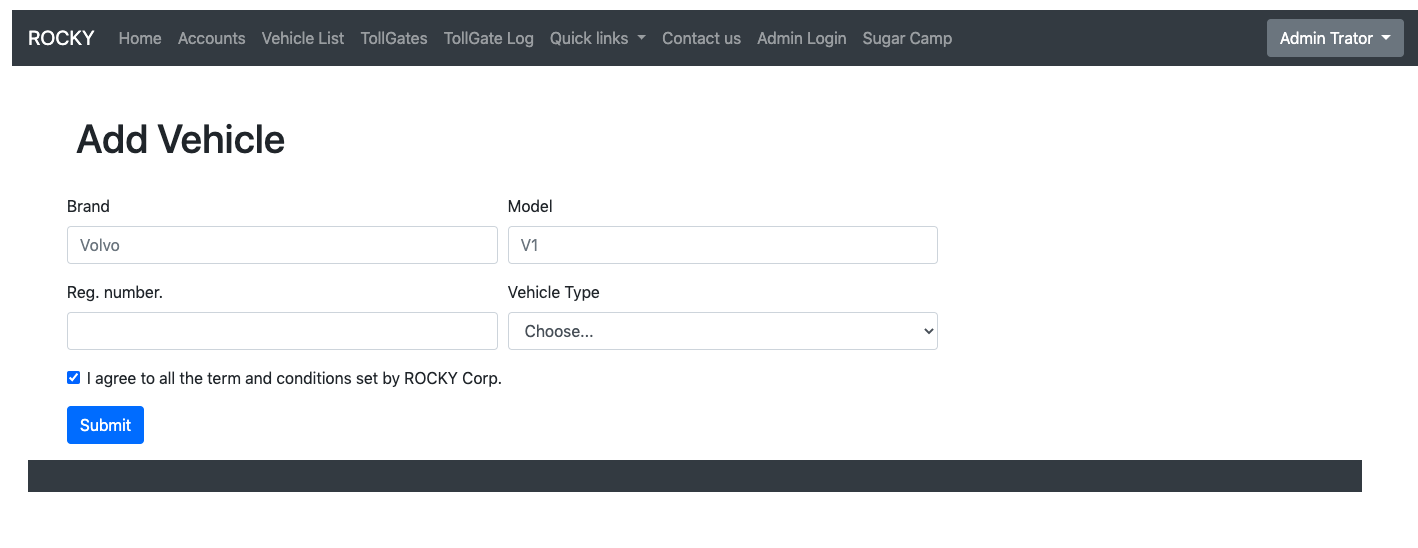 ROCKY Home Accounts Vehicle List TollGates TollGate Log Quick links Contact us Admin Login Sugar Camp Admin Trator
Add Vehicle
Brand Model
Volvo V1
Reg. number. Vehicle Type
Choose...
I agree to all the term and conditions set by ROCKY Corp.
Submit